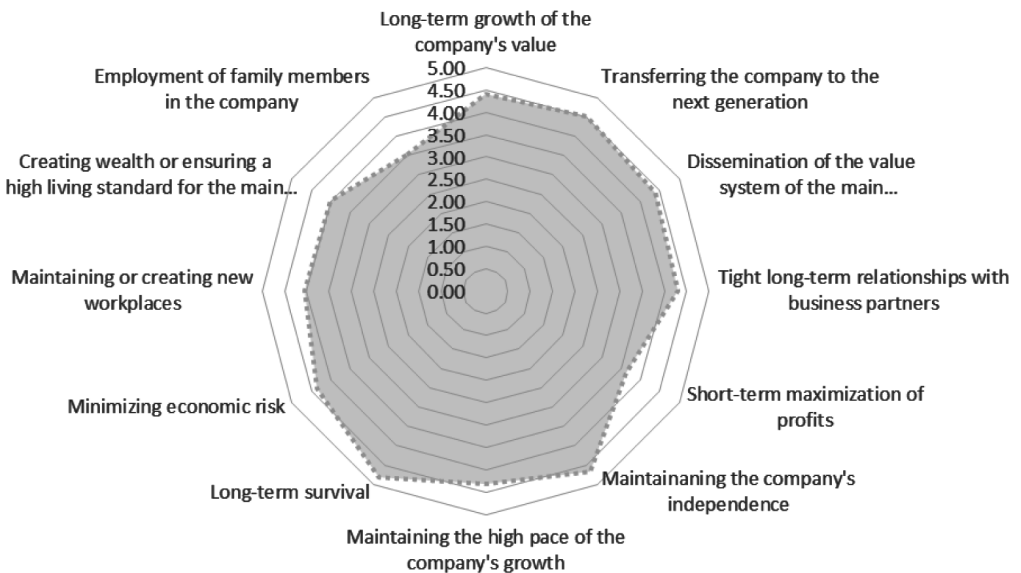 Long-term growth of the
company's value
Transferring the company to the
next generation
Dissemination of the value
system of the main...
Tight long-term relationships with
business partners
Short-term maximization of
profits
Maintainaning the company's
independence
Maintaining the high pace of the
company's growth
Long-term survival
Minimizing economic risk
Maintaining or creating new
workplaces
Creating wealth or ensuring a
high living standard for the main...
Employment of family members
in the company
5.00
4.50
4.00
3.50
3.00
2.50
2.00
1.50
1.00
0.50
0.00